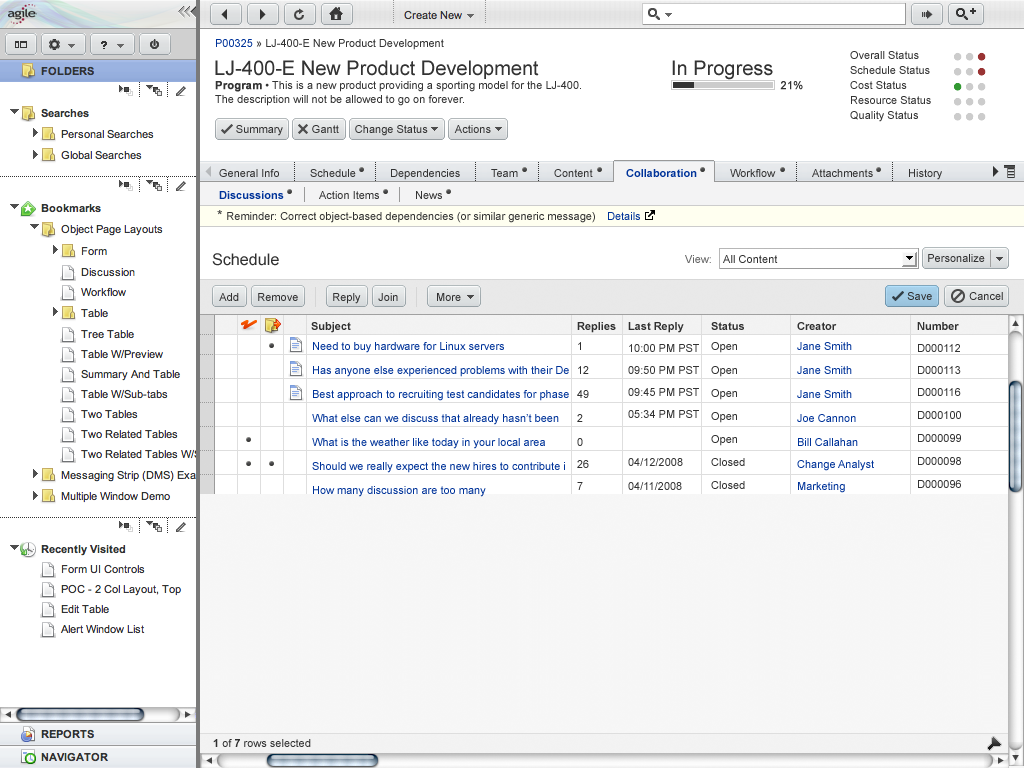 agile
FOLDERS
Searches
Personal Searches
Global Searches
Bookmarks
Object Page Layouts
Form
Discussion
Workflow
Table
Tree Table
Table W/Preview
Summary And Table
Table W/Sub-tabs
Two Tables
Two Related Tables
Two Related Tables W/S
Messaging Strip (DMS) Exa
Multiple Window Demo
Recently Visited
Form UI Controls
POC - 2 Col Layout, Top
Edit Table
Alert Window List
REPORTS
NAVIGATOR
Create New
P00325 » LJ-400-E New Product Development
LJ-400-E New Product Development
Program • This is a new product providing a sporting model for the LJ-400.
The description will not be allowed to go on forever.
In Progress
21%
Overall Status
Schedule Status
Cost Status
Resource Status
Quality Status
Summary Gantt Change Status Actions
General Info Schedule Dependencies Team Content Collaboration Workflow Attachments History
Discussions Action Items News
* Reminder: Correct object-based dependencies (or similar generic message) Details
Schedule
View: All Content Personalize
Add Remove Reply Join More Save Cancel
Subject Replies Last Reply Status Creator Number
Need to buy hardware for Linux servers 1 10:00 PM PST Open Jane Smith D000112
Has anyone else experienced problems with their De 12 09:50 PM PST Open Jane Smith D000113
Best approach to recruiting test candidates for phase 49 09:45 PM PST Open Jane Smith D000116
What else can we discuss that already hasn't been 2 05:34 PM PST Open Joe Cannon D000100
What is the weather like today in your local area 0 Open Bill Callahan D000099
Should we really expect the new hires to contribute i 26 04/12/2008 Closed Change Analyst D000098
How many discussion are too many 7 04/11/2008 Closed Marketing D000096
1 of 7 rows selected